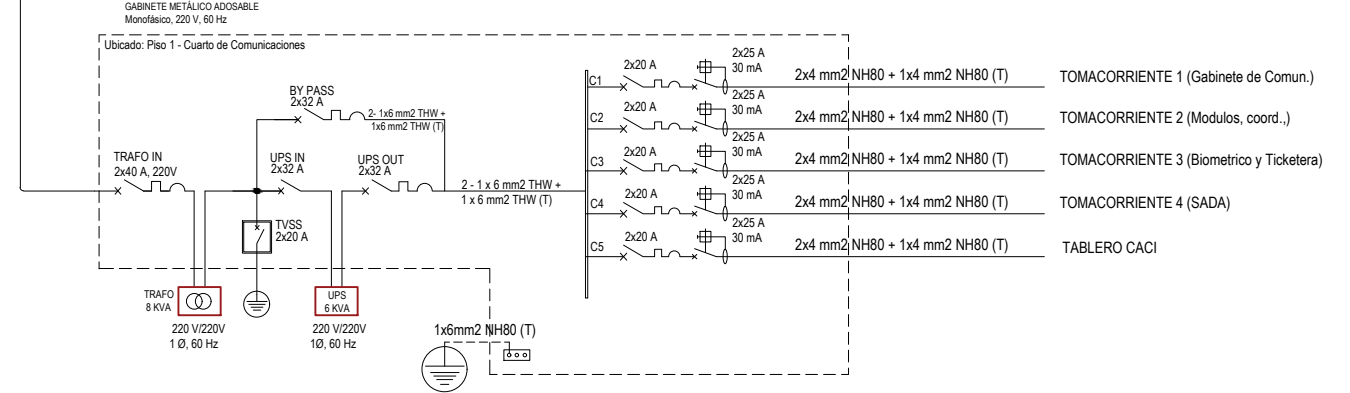 GABINETE METÁLICO ADOSABLE
Monofásico, 220 V, 60 Hz
Ubicado: Piso 1 - Cuarto de Comunicaciones
BY PASS
2x32 A
2- 1x6 mm2 THW +
1x6 mm2 THW (T)
TRAFO IN
2x40 A, 220V
UPS IN
2x32 A
UPS OUT
2x32 A
2 - 1 x 6 mm2 THW +
1 x 6 mm2 THW (T)
TVSS
2x20 A
TRAFO
8 KVA
220 V/220V
1 Ø, 60 Hz
UPS
6 KVA
220 V/220V
1Ø, 60 Hz
1x6mm2 NH80 (T)
C1
2x20 A
2x25 A
30 mA
2x4 mm2 NH80 + 1x4 mm2 NH80 (T)
TOMACORRIENTE 1 (Gabinete de Comun.)
C2
2x20 A
2x25 A
30 mA
2x4 mm2 NH80 + 1x4 mm2 NH80 (T)
TOMACORRIENTE 2 (Modulos, coord.,)
C3
2x20 A
2x25 A
30 mA
2x4 mm2 NH80 + 1x4 mm2 NH80 (T)
TOMACORRIENTE 3 (Biometrico y Ticketera)
C4
2x20 A
2x25 A
30 mA
2x4 mm2 NH80 + 1x4 mm2 NH80 (T)
TOMACORRIENTE 4 (SADA)
C5
2x20 A
2x25 A
30 mA
2x4 mm2 NH80 + 1x4 mm2 NH80 (T)
TABLERO CACI